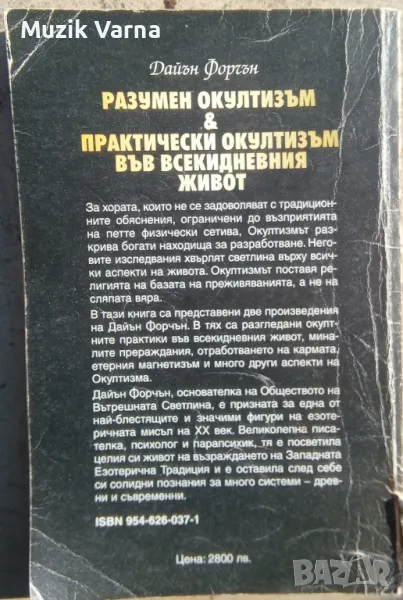 Muzik Varna
Дайън Форчън
РАЗУМЕН ОКУЛТИЗЪМ
&
ПРАКТИЧЕСКИ ОКУЛТИЗЪМ
ВЪВ ВСЕКИДНЕВНИЯ
ЖИВОТ
За хората, които не се задоволяват с традицион-
ните обяснения, ограничени до възприятията
на петте физически сетива, Окултизмът раз-
крива богати находища за разработване. Него-
вите изследвания хвърлят светлина върху всич-
ки аспекти на живота. Окултизмът поставя ре-
лигията на базата на преживяванията, а не на
сляпата вяра.
В тази книга са представени две произведения
на Дайън Форчън. В тях са разгледани окулт-
ните практики във всекидневния живот, мина-
лите прераждания, отработването на кармата,
етерния магнетизъм и много други аспекти на
Окултизма.
Дайън Форчън, основателка на Обществото на
Вътрешната Светлина, е призната за една от
най-блестящите и значими фигури на езоте-
ричната мисъл на XX век. Великолепна писа-
телка, психолог и парапсихик, тя е посветила
целия си живот на възраждането на Западната
Езотерична Традиция и е оставила след себе
си солидни познания за много системи – древ-
ни и съвременни.
ISBN 954-626-037-1
Цена: 2800 лв.
BAZAR